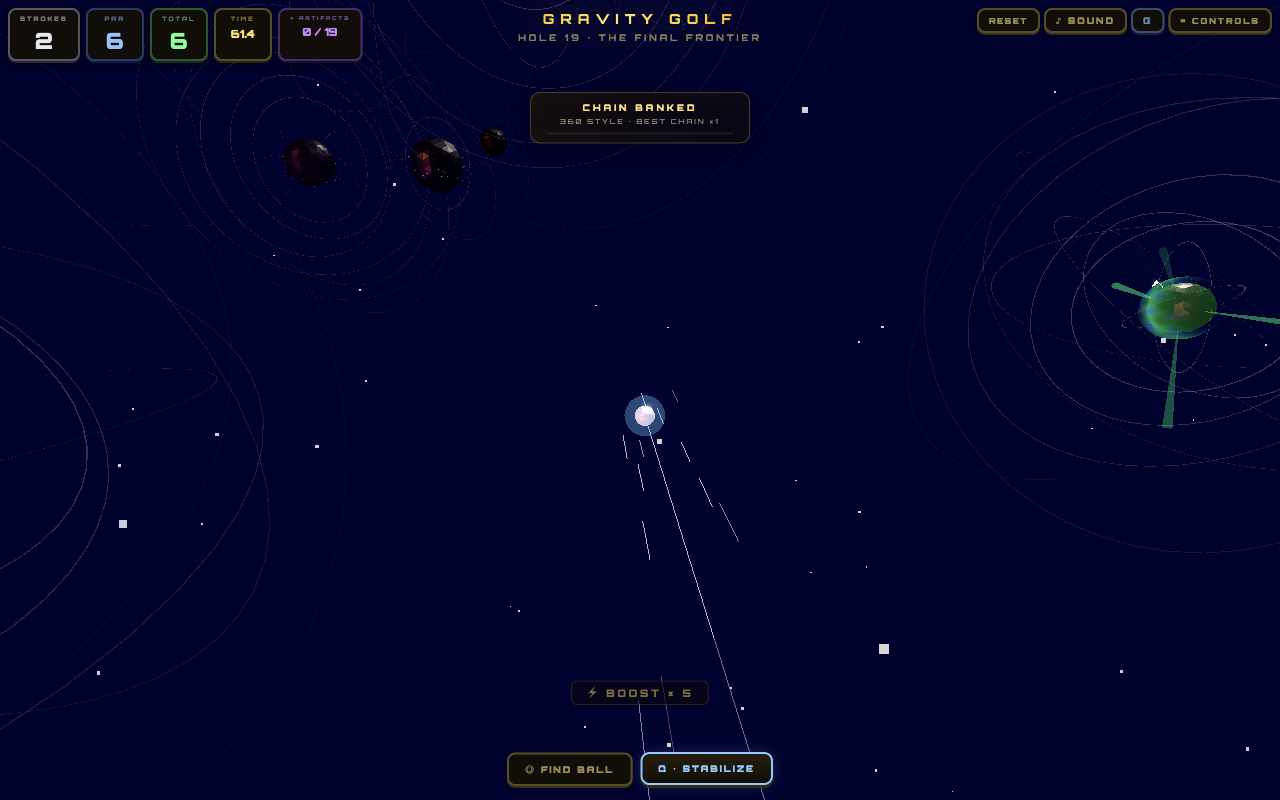 STROKES
2
PAR
6
TOTAL
6
TIME
61.4
✦ ARTIFACTS
0 / 19
GRAVITY GOLF
HOLE 19 · THE FINAL FRONTIER
RESET
♪ SOUND
G
CONTROLS
CHAIN BANKED
360 STYLE · BEST CHAIN ×1
⚡ BOOST × 5
◎ FIND BALL
Q · STABILIZE